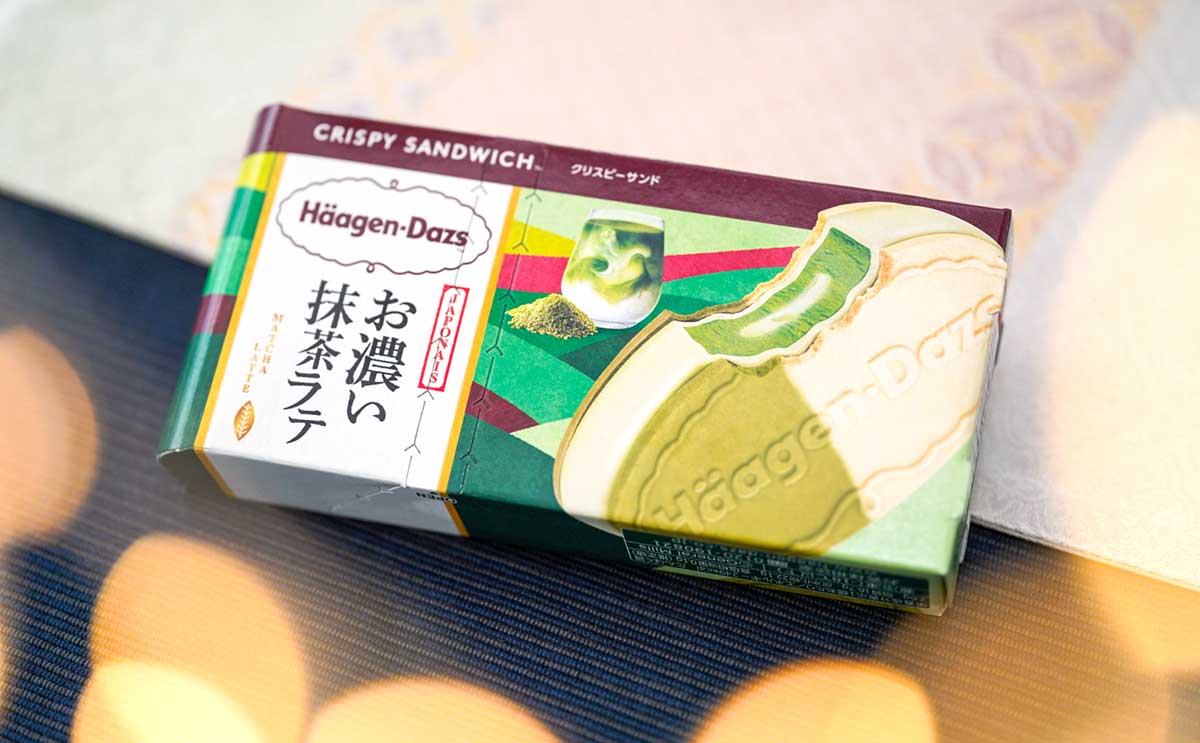 CRISPY SANDWICH
クリスピーサンド
Häagen-Dazs
JAPONAIS
お濃い
抹茶ラテ
MATCHA
LATTE
Häagen-Dazs
OPEN